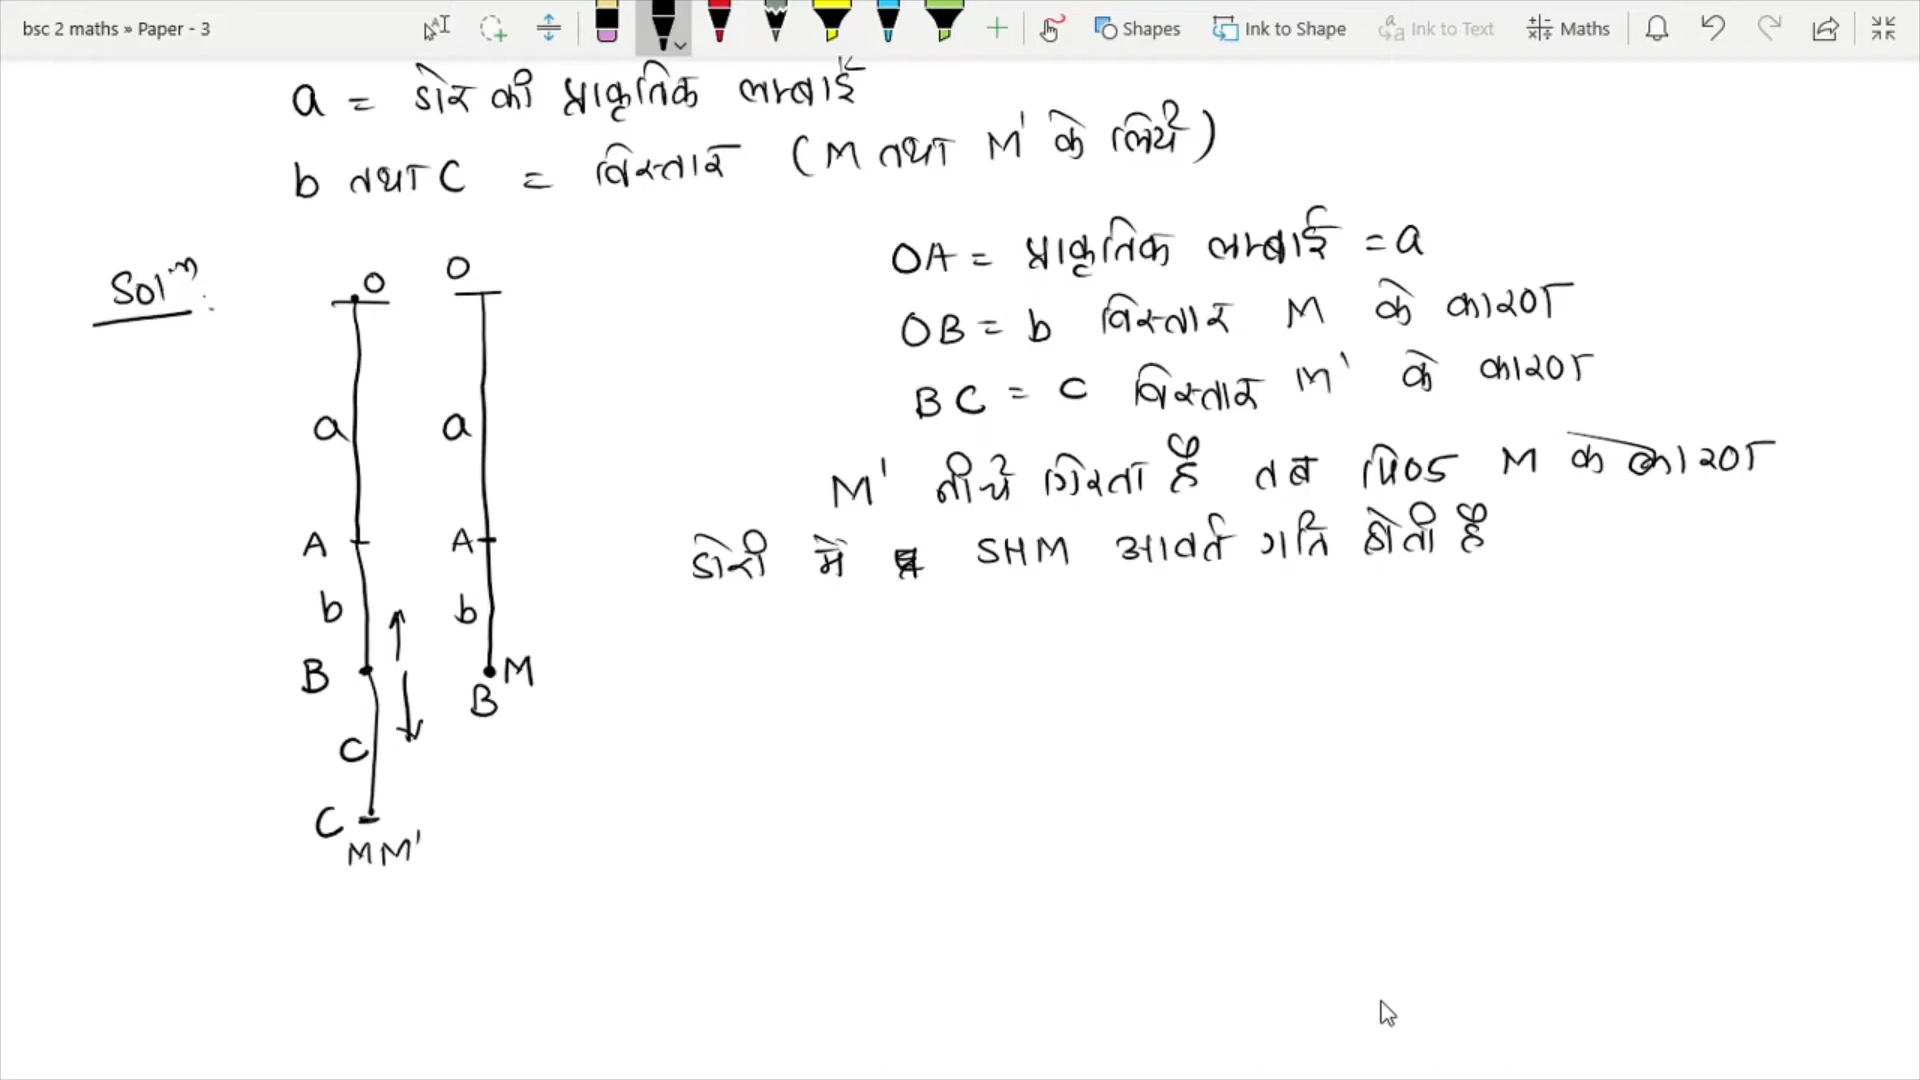 bsc 2 maths » Paper - 3 Shapes Ink to Shape Ink to Text Maths
a = डोर की प्राकृतिक लम्बाई
b तथा C = विस्तार (M तथा M' के लिये)
Solⁿ:
O O
a a
A A
b b
B M
B
C
C
M M'
OA = प्राकृतिक लम्बाई = a
OB = b विस्तार M के कारण
BC = C विस्तार M' के कारण
M' नीचे गिरता है तब पिण्ड M के कारण
डोरी में SHM आवर्त गति होती है